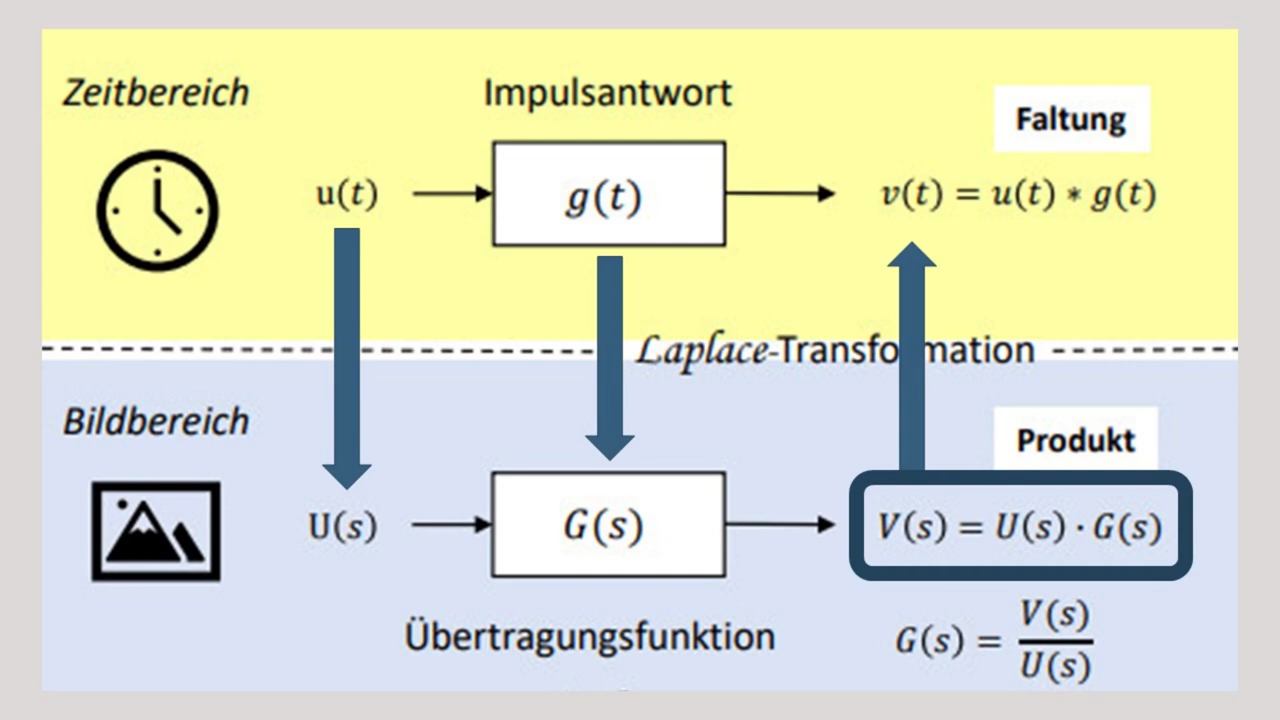 Zeitbereich
Impulsantwort
Faltung
u(t)
g(t)
v(t) = u(t) * g(t)
Laplace-Transformation
Bildbereich
Produkt
U(s)
G(s)
V(s) = U(s) · G(s)
Übertragungsfunktion
G(s) = V(s) / U(s)